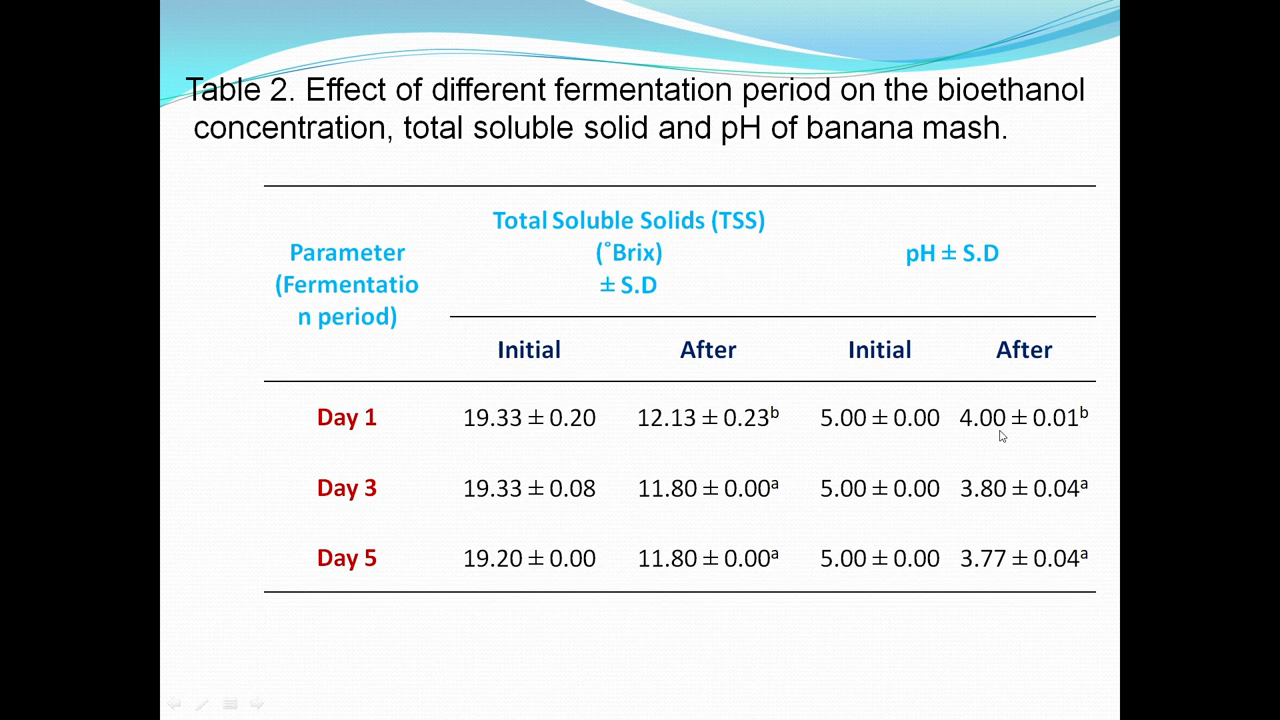 Table 2. Effect of different fermentation period on the bioethanol
concentration, total soluble solid and pH of banana mash.
Parameter
(Fermentatio
n period)
Total Soluble Solids (TSS)
(˚Brix)
± S.D
pH ± S.D
Initial After Initial After
Day 1 19.33 ± 0.20 12.13 ± 0.23ᵇ 5.00 ± 0.00 4.00 ± 0.01ᵇ
Day 3 19.33 ± 0.08 11.80 ± 0.00ᵃ 5.00 ± 0.00 3.80 ± 0.04ᵃ
Day 5 19.20 ± 0.00 11.80 ± 0.00ᵃ 5.00 ± 0.00 3.77 ± 0.04ᵃ